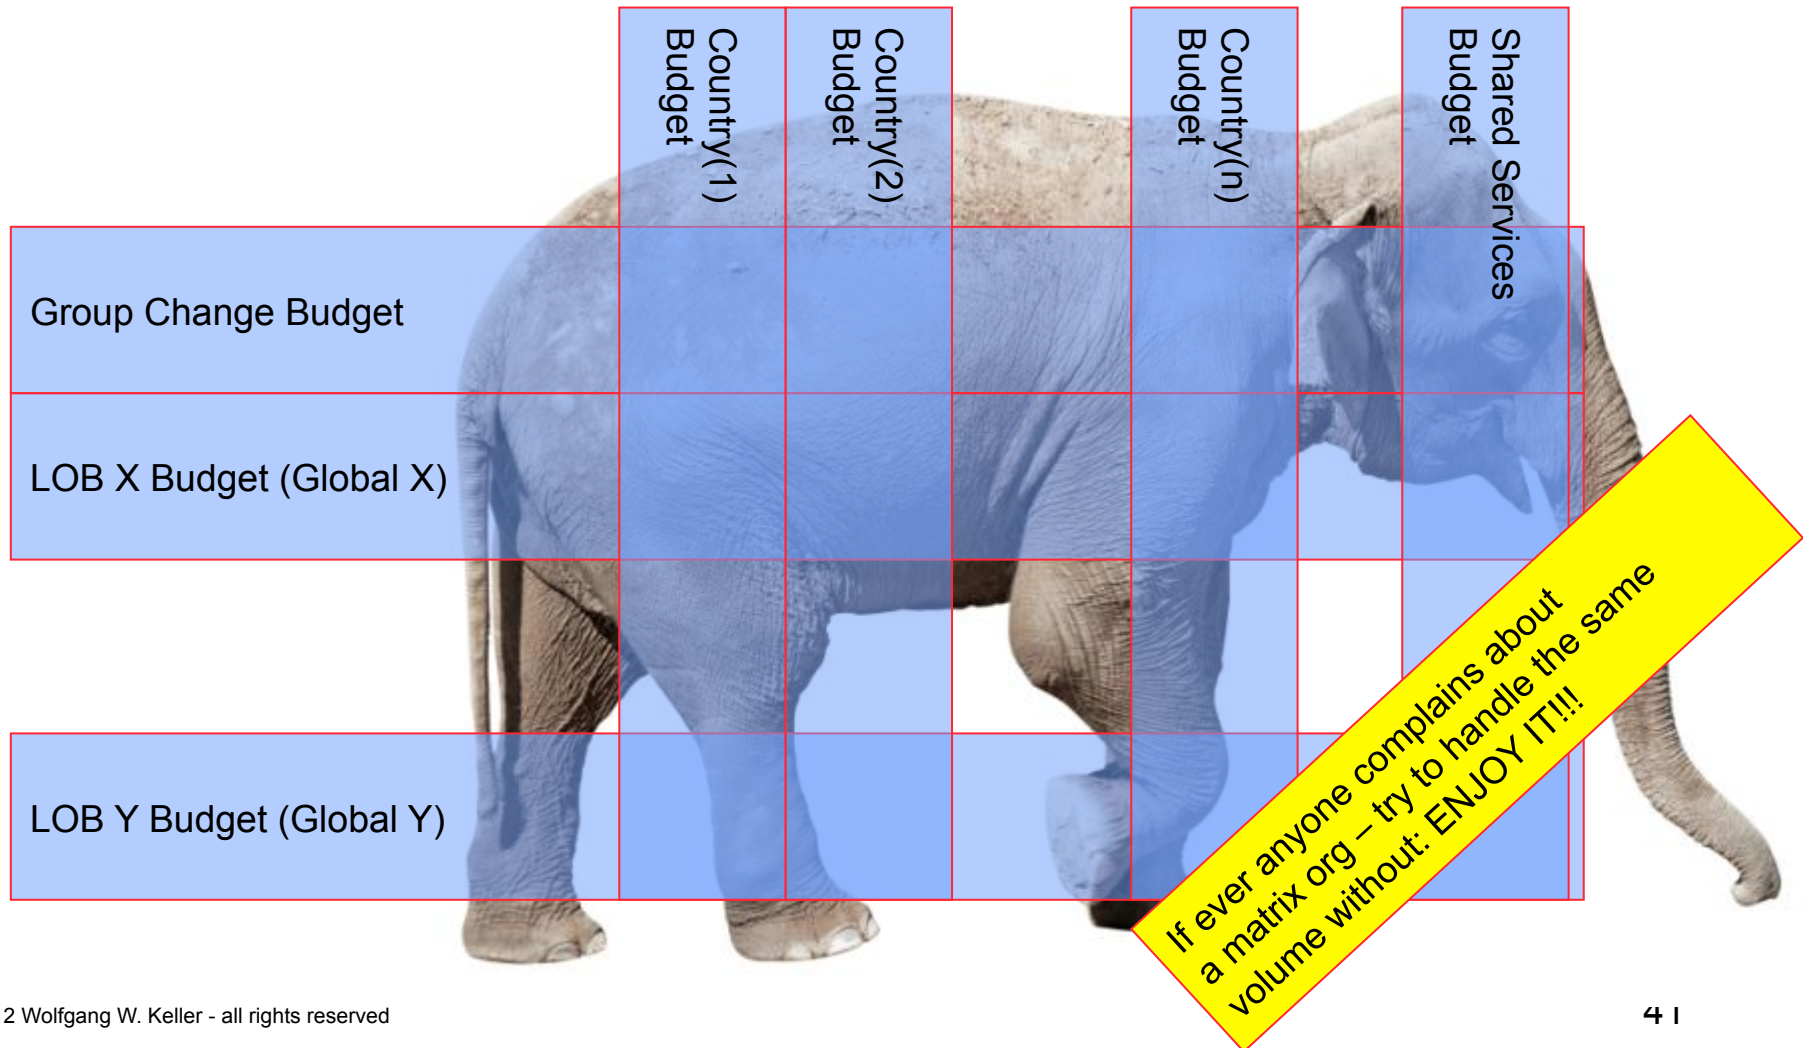 Country(1)
Budget
Country(2)
Budget
Country(n)
Budget
Shared Services
Budget
Group Change Budget
LOB X Budget (Global X)
LOB Y Budget (Global Y)
If ever anyone complains about
a matrix org – try to handle the same
volume without: ENJOY IT!!!
2 Wolfgang W. Keller - all rights reserved
41